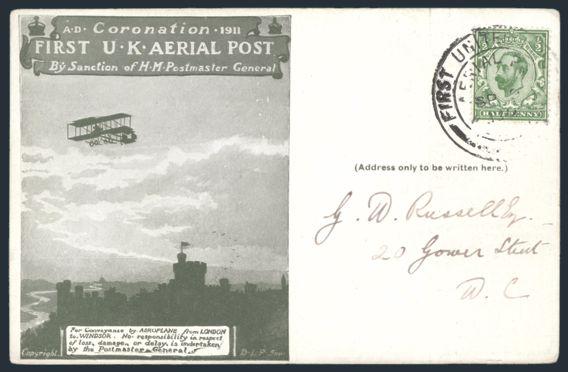 A·D· Coronation · 1911
FIRST U·K·AERIAL POST
By Sanction of H·M·Postmaster General
For Conveyance by AEROPLANE from LONDON
to WINDSOR. No responsibility in respect
of loss, damage, or delay is undertaken
by the Postmaster General
Copyright.
FIRST UNITED
AERIAL
HALFPENNY
(Address only to be written here.)
G. D. Russell Esq.
20 Gower Street
W. C